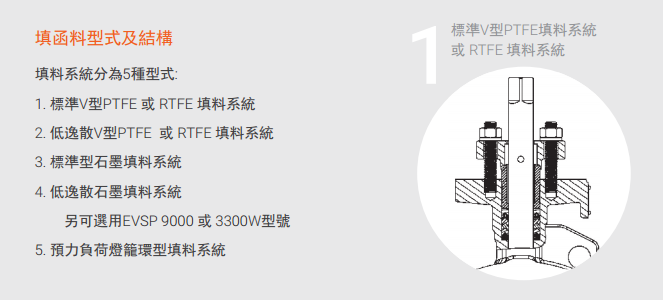 填函料型式及結構
填料系統分為5種型式:
1. 標準V型PTFE 或 RTFE 填料系統
2. 低逸散V型PTFE 或 RTFE 填料系統
3. 標準型石墨填料系統
4. 低逸散石墨填料系統
另可選用EVSP 9000 或 3300W型號
5. 預力負荷燈籠環型填料系統
1
標準V型PTFE填料系統
或 RTFE 填料系統